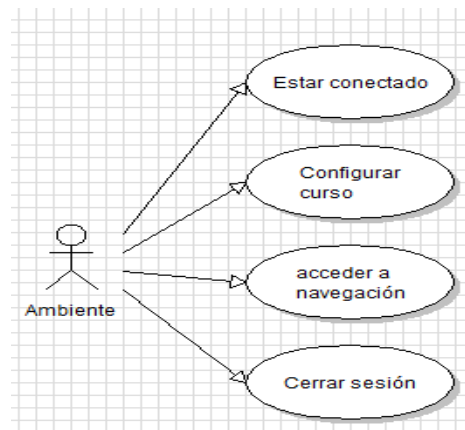 Estar conectado
Configurar
curso
acceder a
navegación
Ambiente
Cerrar sesión